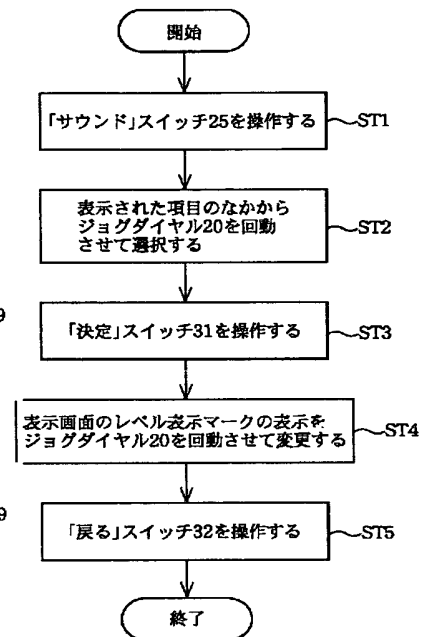 開始
「サウンド」スイッチ25を操作する
ST1
表示された項目のなかから
ジョグダイヤル20を回動
させて選択する
ST2
9
「決定」スイッチ31を操作する
ST3
表示画面のレベル表示マークの表示を
ジョグダイヤル20を回動させて変更する
ST4
9
「戻る」スイッチ32を操作する
ST5
終了